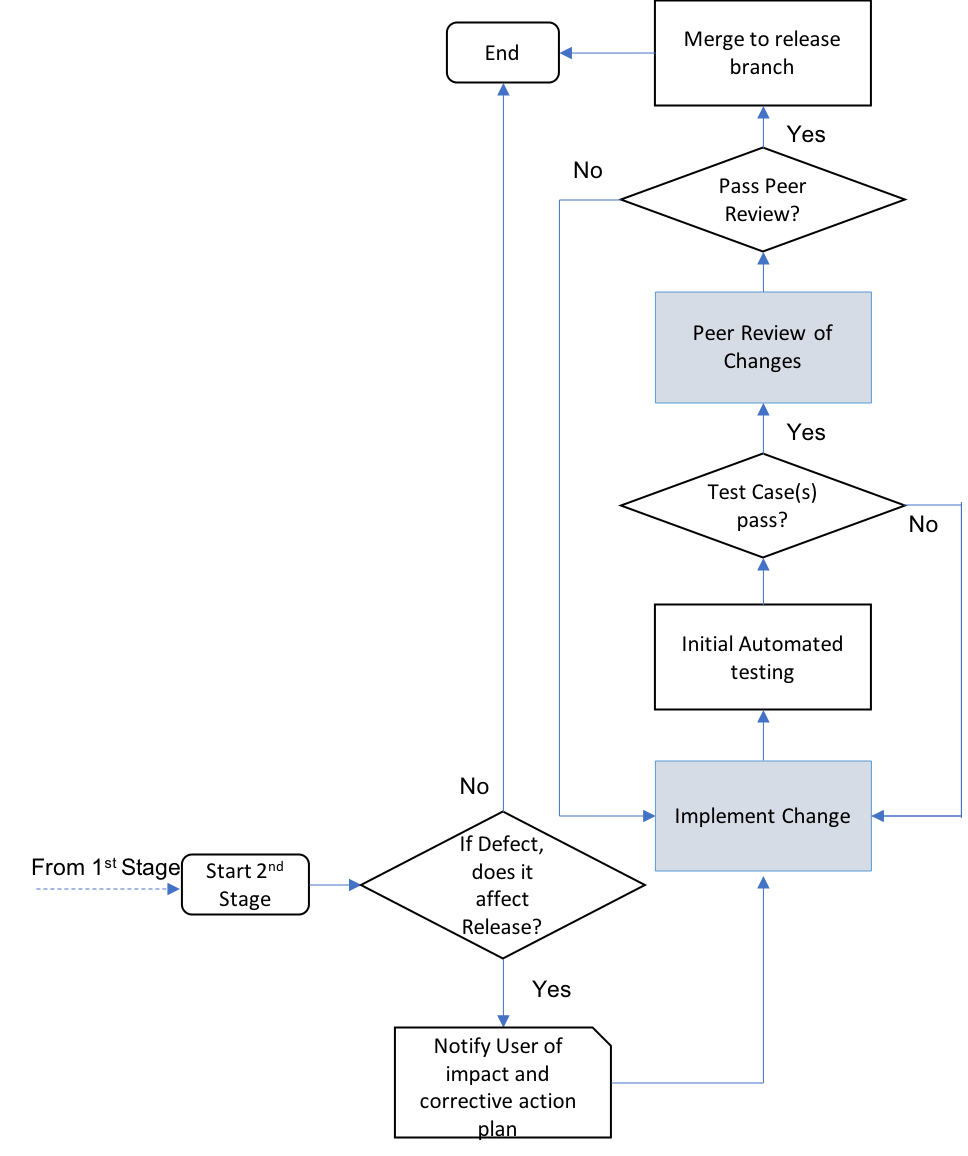 End
Merge to release
branch
Yes
No
Pass Peer
Review?
Peer Review of
Changes
Yes
Test Case(s)
pass?
No
Initial Automated
testing
Implement Change
No
If Defect,
does it
affect
Release?
From 1st Stage
Start 2nd
Stage
Yes
Notify User of
impact and
corrective action
plan